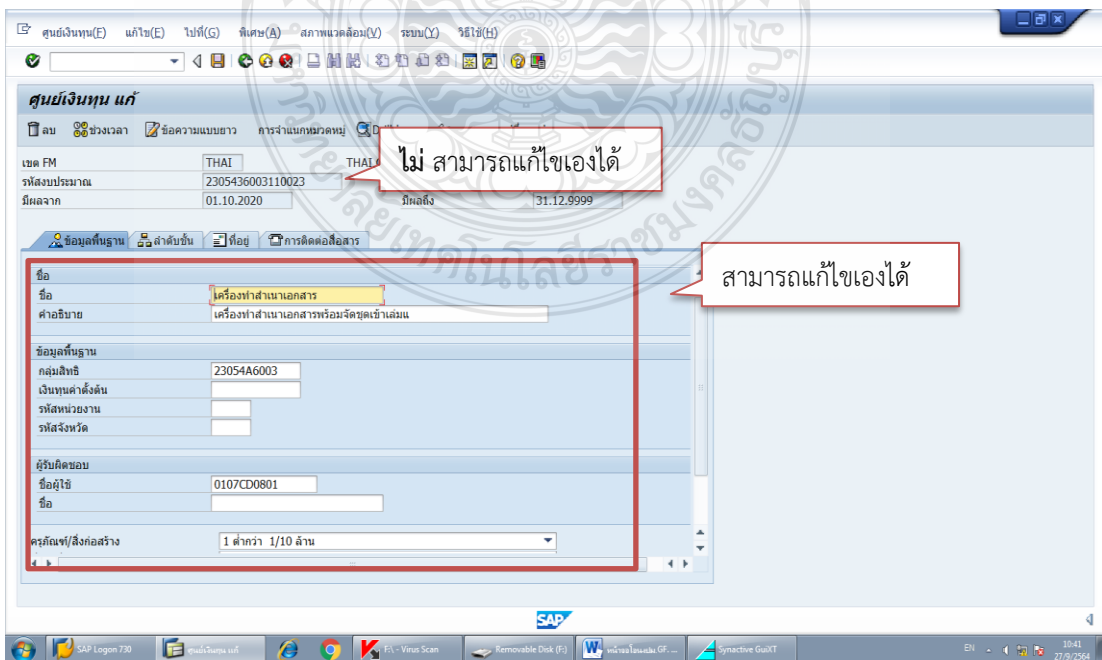 ศูนย์เงินทุน(F) แก้ไข(E) ไปที่(G) พิเศษ(A) สภาพแวดล้อม(V) ระบบ(Y) วิธีใช้(H)
ศูนย์เงินทุน แก้
ลบ ช่วงเวลา ข้อความแบบยาว การจำแนกหมวดหมู่
เขต FM THAI THAI
ไม่ สามารถแก้ไขเองได้
รหัสงบประมาณ 2305436003110023
มีผลจาก 01.10.2020 มีผลถึง 31.12.9999
ข้อมูลพื้นฐาน ลำดับชั้น ที่อยู่ การติดต่อสื่อสาร
สามารถแก้ไขเองได้
ชื่อ
ชื่อ เครื่องทำสำเนาเอกสาร
คำอธิบาย เครื่องทำสำเนาเอกสารพร้อมจัดชุดเข้าเล่มแ
ข้อมูลพื้นฐาน
กลุ่มสิทธิ 23054A6003
เงินทุนค่าตั้งต้น
รหัสหน่วยงาน
รหัสจังหวัด
ผู้รับผิดชอบ
ชื่อผู้ใช้ 0107CD0801
ชื่อ
ครุภัณฑ์/สิ่งก่อสร้าง 1 ต่ำกว่า 1/10 ล้าน
SAP
SAP Logon 730 ศูนย์เงินทุน แก้ F:\ - Virus Scan Removable Disk (F:) Synactive GuiXT EN 10:41
27/9/2564